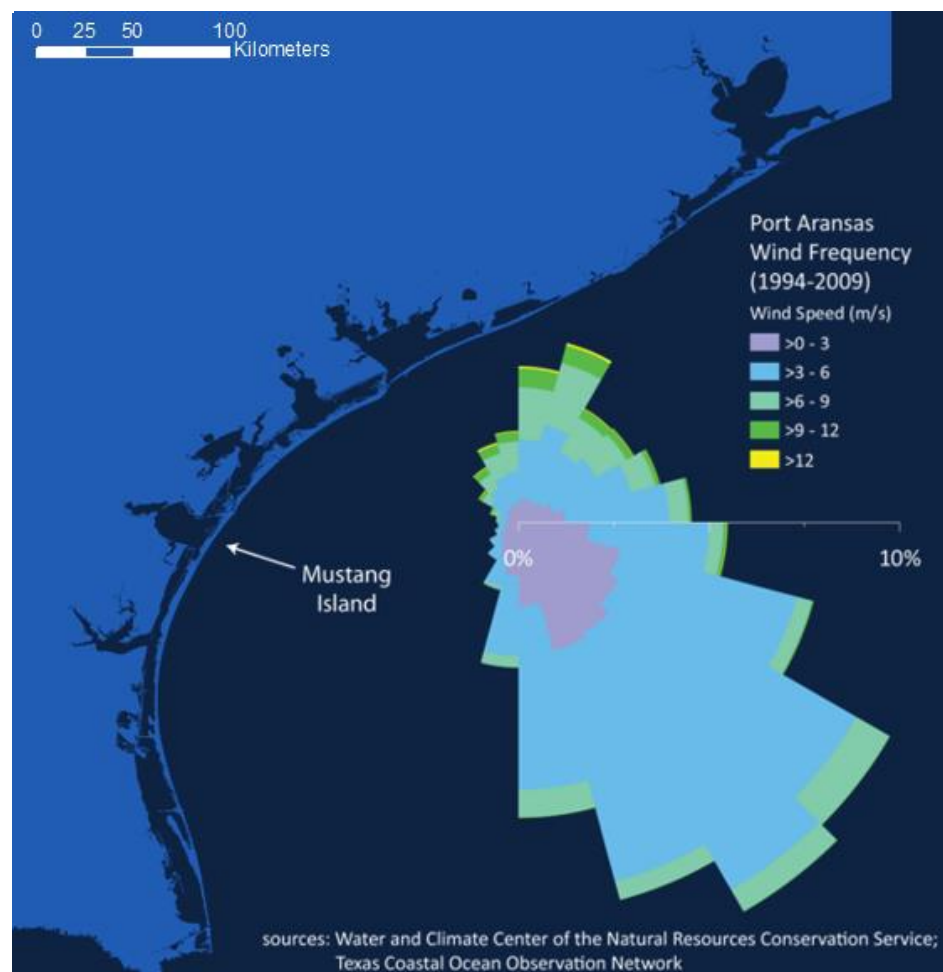 0 25 50 100
Kilometers
Port Aransas
Wind Frequency
(1994-2009)
Wind Speed (m/s)
>0 - 3
>3 - 6
>6 - 9
>9 - 12
>12
0%
10%
Mustang
Island
sources: Water and Climate Center of the Natural Resources Conservation Service;
Texas Coastal Ocean Observation Network